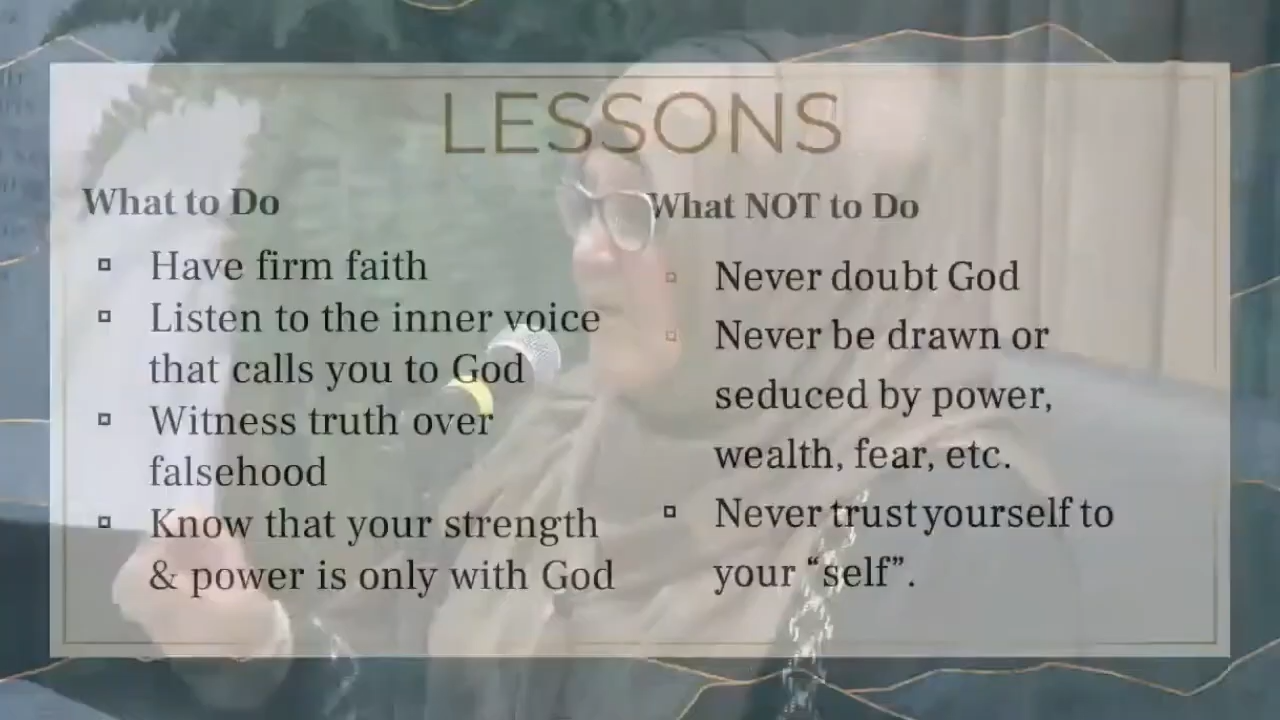 LESSONS
What to Do
Have firm faith
Listen to the inner voice
that calls you to God
Witness truth over
falsehood
Know that your strength
& power is only with God
What NOT to Do
Never doubt God
Never be drawn or
seduced by power,
wealth, fear, etc.
Never trust yourself to
your “self”.